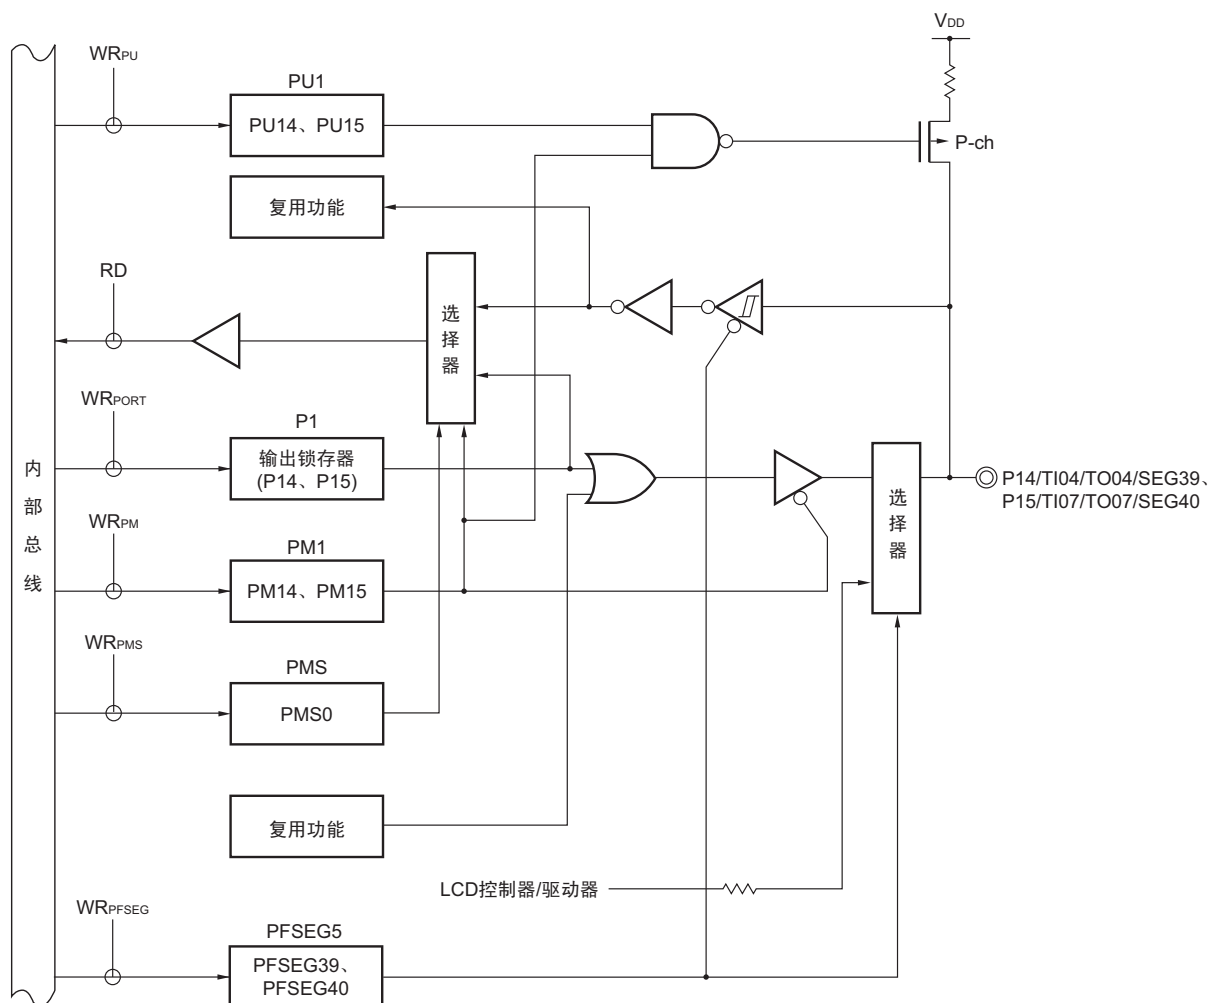 VDD
WRPU
PU1
PU14、PU15
P-ch
复用功能
RD
选择器
WRPORT
P1
输出锁存器
(P14、P15)
内部总线
选择器
P14/TI04/TO04/SEG39、
P15/TI07/TO07/SEG40
WRPM
PM1
PM14、PM15
WRPMS
PMS
PMS0
复用功能
LCD控制器/驱动器
WRPFSEG
PFSEG5
PFSEG39、
PFSEG40